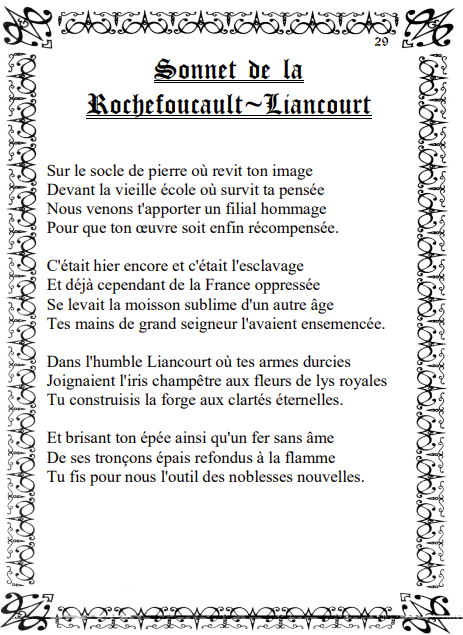 29
Sonnet de la
Rochefoucault~Liancourt
Sur le socle de pierre où revit ton image
Devant la vieille école où survit ta pensée
Nous venons t'apporter un filial hommage
Pour que ton œuvre soit enfin récompensée.
C'était hier encore et c'était l'esclavage
Et déjà cependant de la France oppressée
Se levait la moisson sublime d'un autre âge
Tes mains de grand seigneur l'avaient ensemencée.
Dans l'humble Liancourt où tes armes durcies
Joignaient l'iris champêtre aux fleurs de lys royales
Tu construisis la forge aux clartés éternelles.
Et brisant ton épée ainsi qu'un fer sans âme
De ses tronçons épais refondus à la flamme
Tu fis pour nous l'outil des noblesses nouvelles.